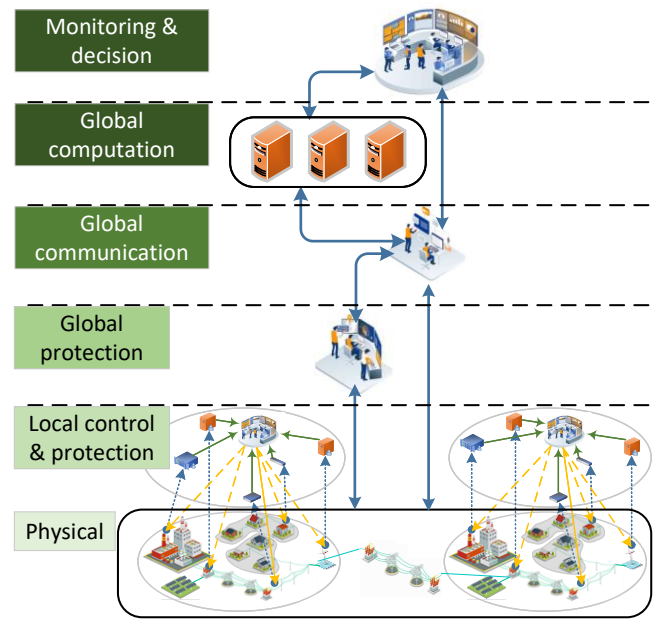 Monitoring &
decision
Global
computation
Global
communication
Global
protection
Local control
& protection
Physical